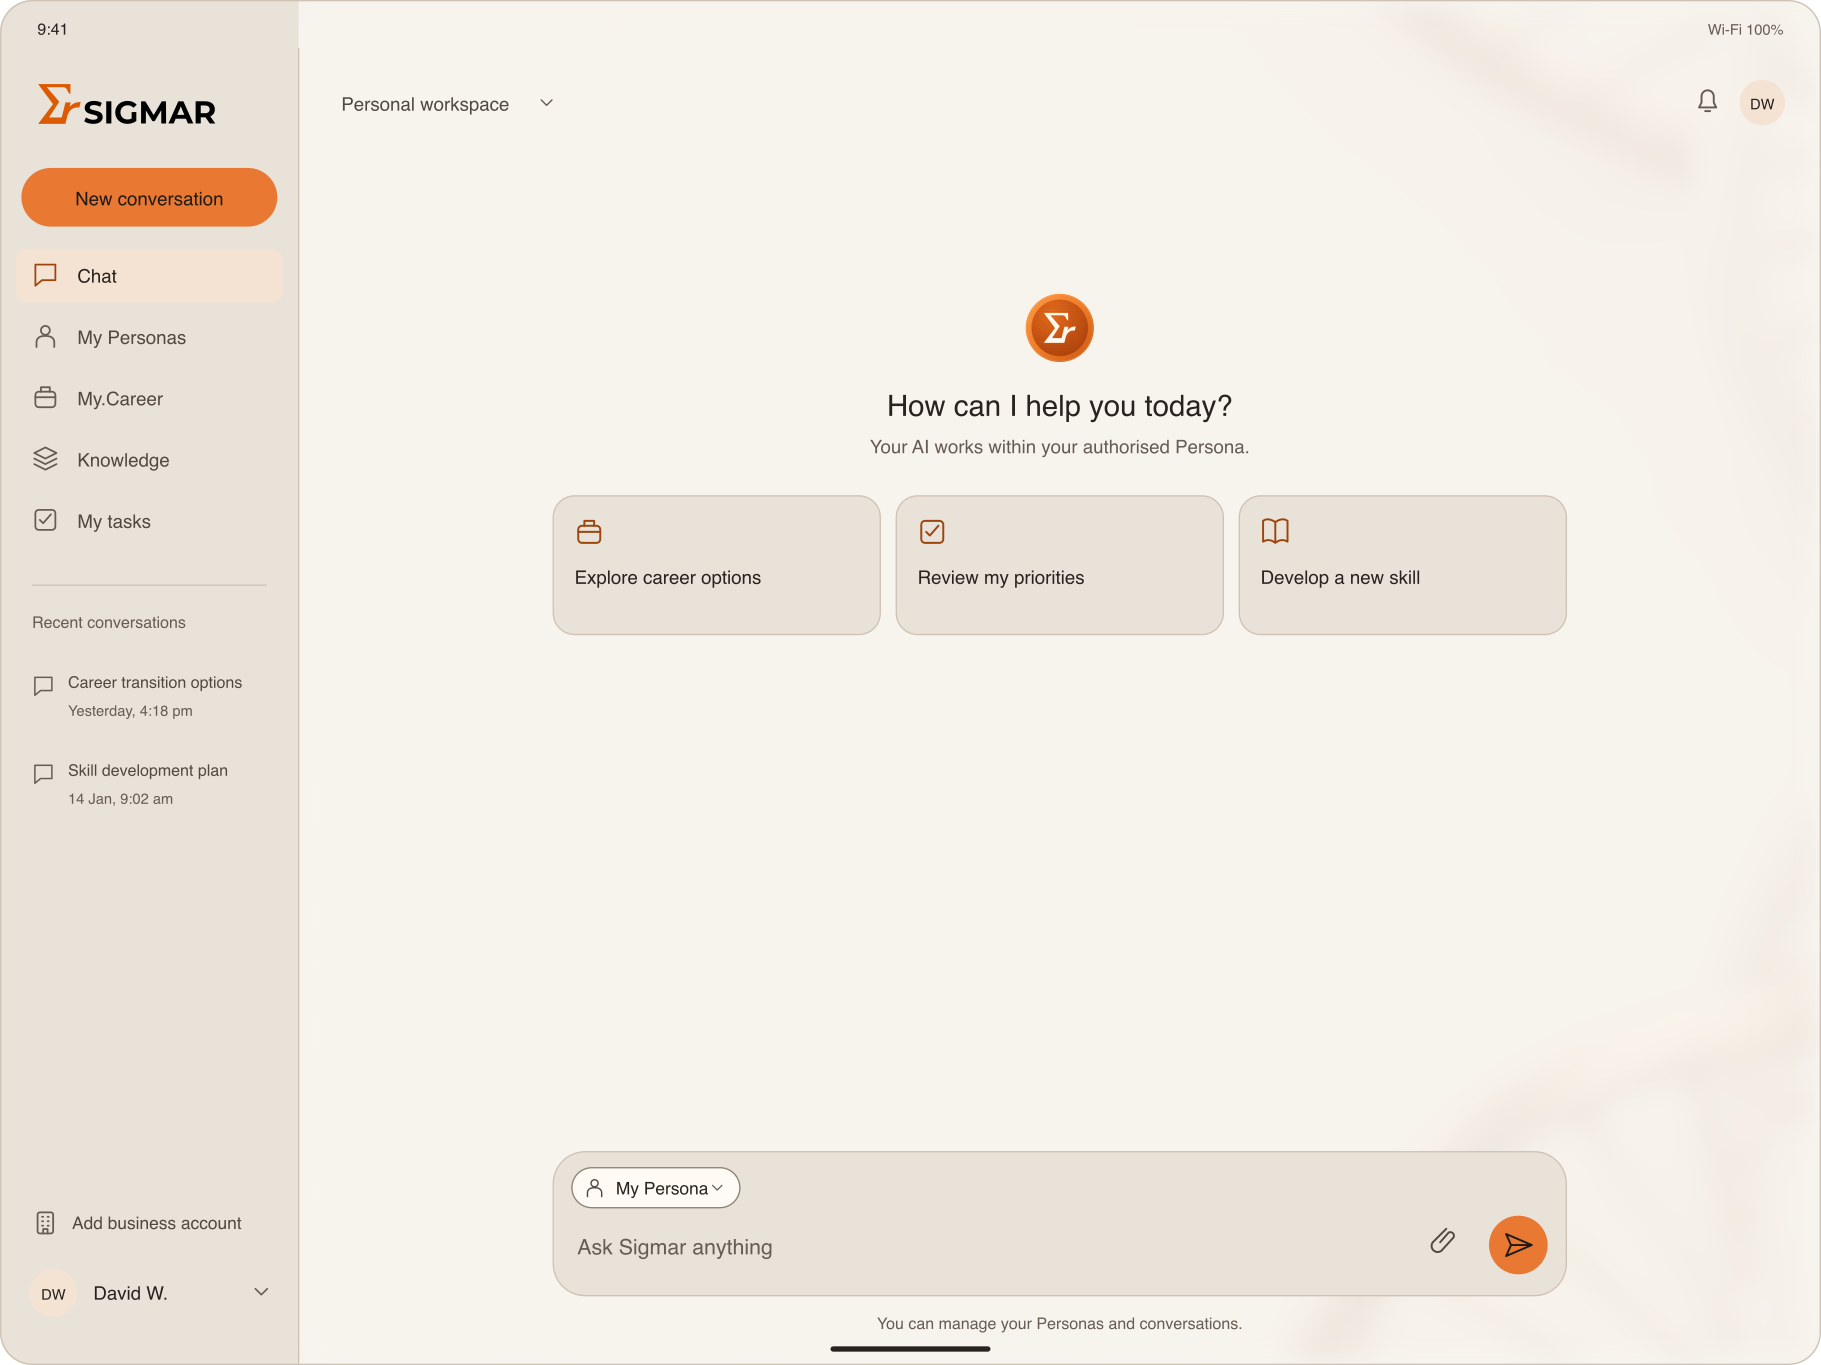 9:41
Wi-Fi 100%
Σr SIGMAR
Personal workspace
DW
New conversation
Chat
My Personas
My.Career
Knowledge
My tasks
Recent conversations
Career transition options
Yesterday, 4:18 pm
Skill development plan
14 Jan, 9:02 am
Add business account
DW
David W.
Σr
How can I help you today?
Your AI works within your authorised Persona.
Explore career options
Review my priorities
Develop a new skill
My Persona
Ask Sigmar anything
You can manage your Personas and conversations.